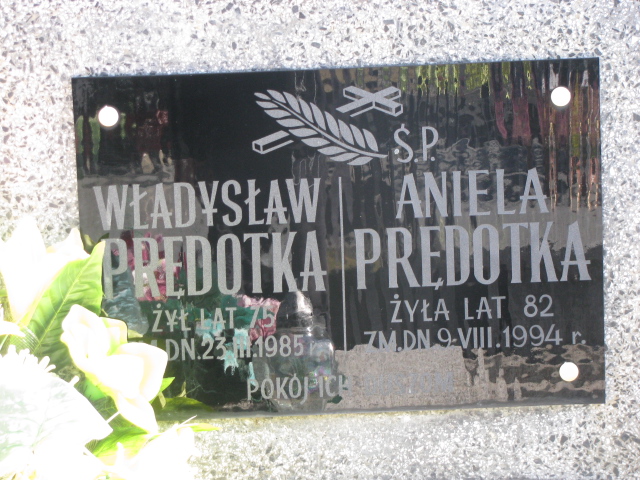 Ś.P.
WŁADYSŁAW
PRĘDOTKA
ŻYŁ LAT 75
DN.23.III.1985 r.
ANIELA
PRĘDOTKA
ŻYŁA LAT 82
ZM.DN.9-VIII.1994 r.
POKÓJ ICH